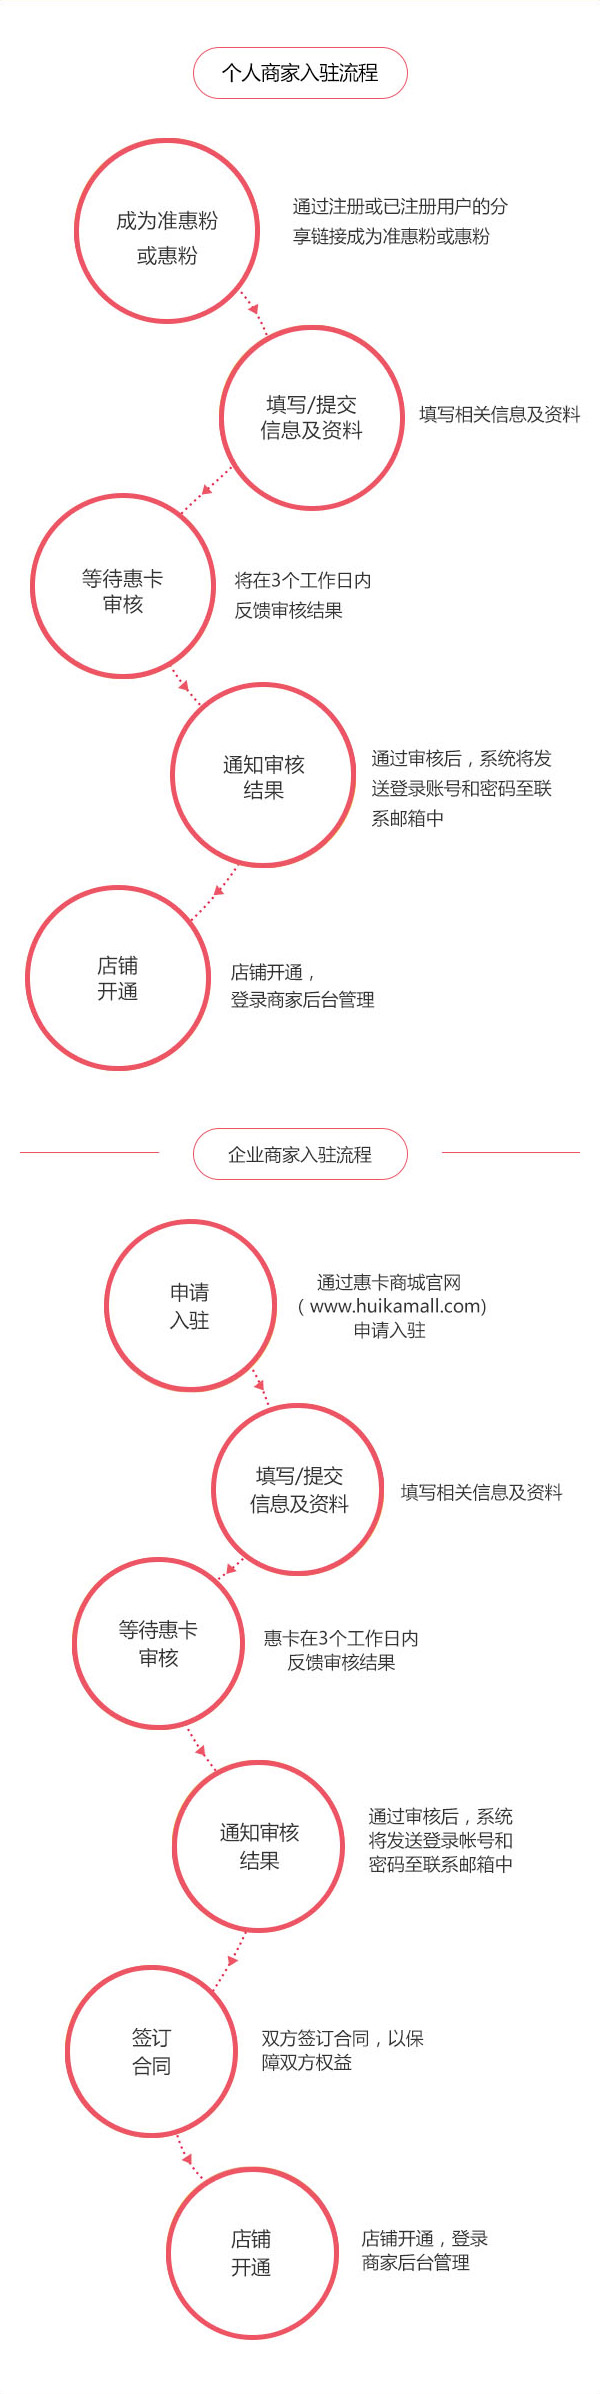 个人商家入驻流程
成为准惠粉
或惠粉
通过注册或已注册用户的分
享链接成为准惠粉或惠粉
填写/提交
信息及资料
填写相关信息及资料
等待惠卡
审核
将在3个工作日内
反馈审核结果
通知审核
结果
通过审核后，系统将发
送登录账号和密码至联
系邮箱中
店铺
开通
店铺开通，
登录商家后台管理
企业商家入驻流程
申请
入驻
通过惠卡商城官网
（www.huikamall.com)
申请入驻
填写/提交
信息及资料
填写相关信息及资料
等待惠卡
审核
惠卡在3个工作日内
反馈审核结果
通知审核
结果
通过审核后，系统
将发送登录帐号和
密码至联系邮箱中
签订
合同
双方签订合同，以保
障双方权益
店铺
开通
店铺开通，登录
商家后台管理